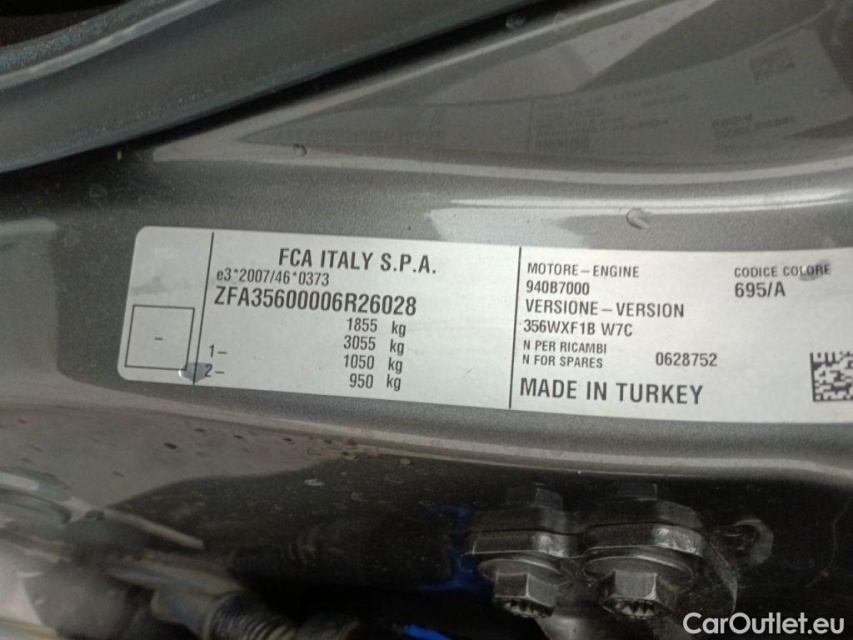 FCA ITALY S.P.A.
e3*2007/46*0373
ZFA35600006R26028
1855 kg
3055 kg
1– 1050 kg
2– 950 kg
-
MOTORE-ENGINE
940B7000
VERSIONE-VERSION
356WXF1B W7C
N PER RICAMBI
N FOR SPARES 0628752
MADE IN TURKEY
CODICE COLORE
695/A
CarOutlet.eu